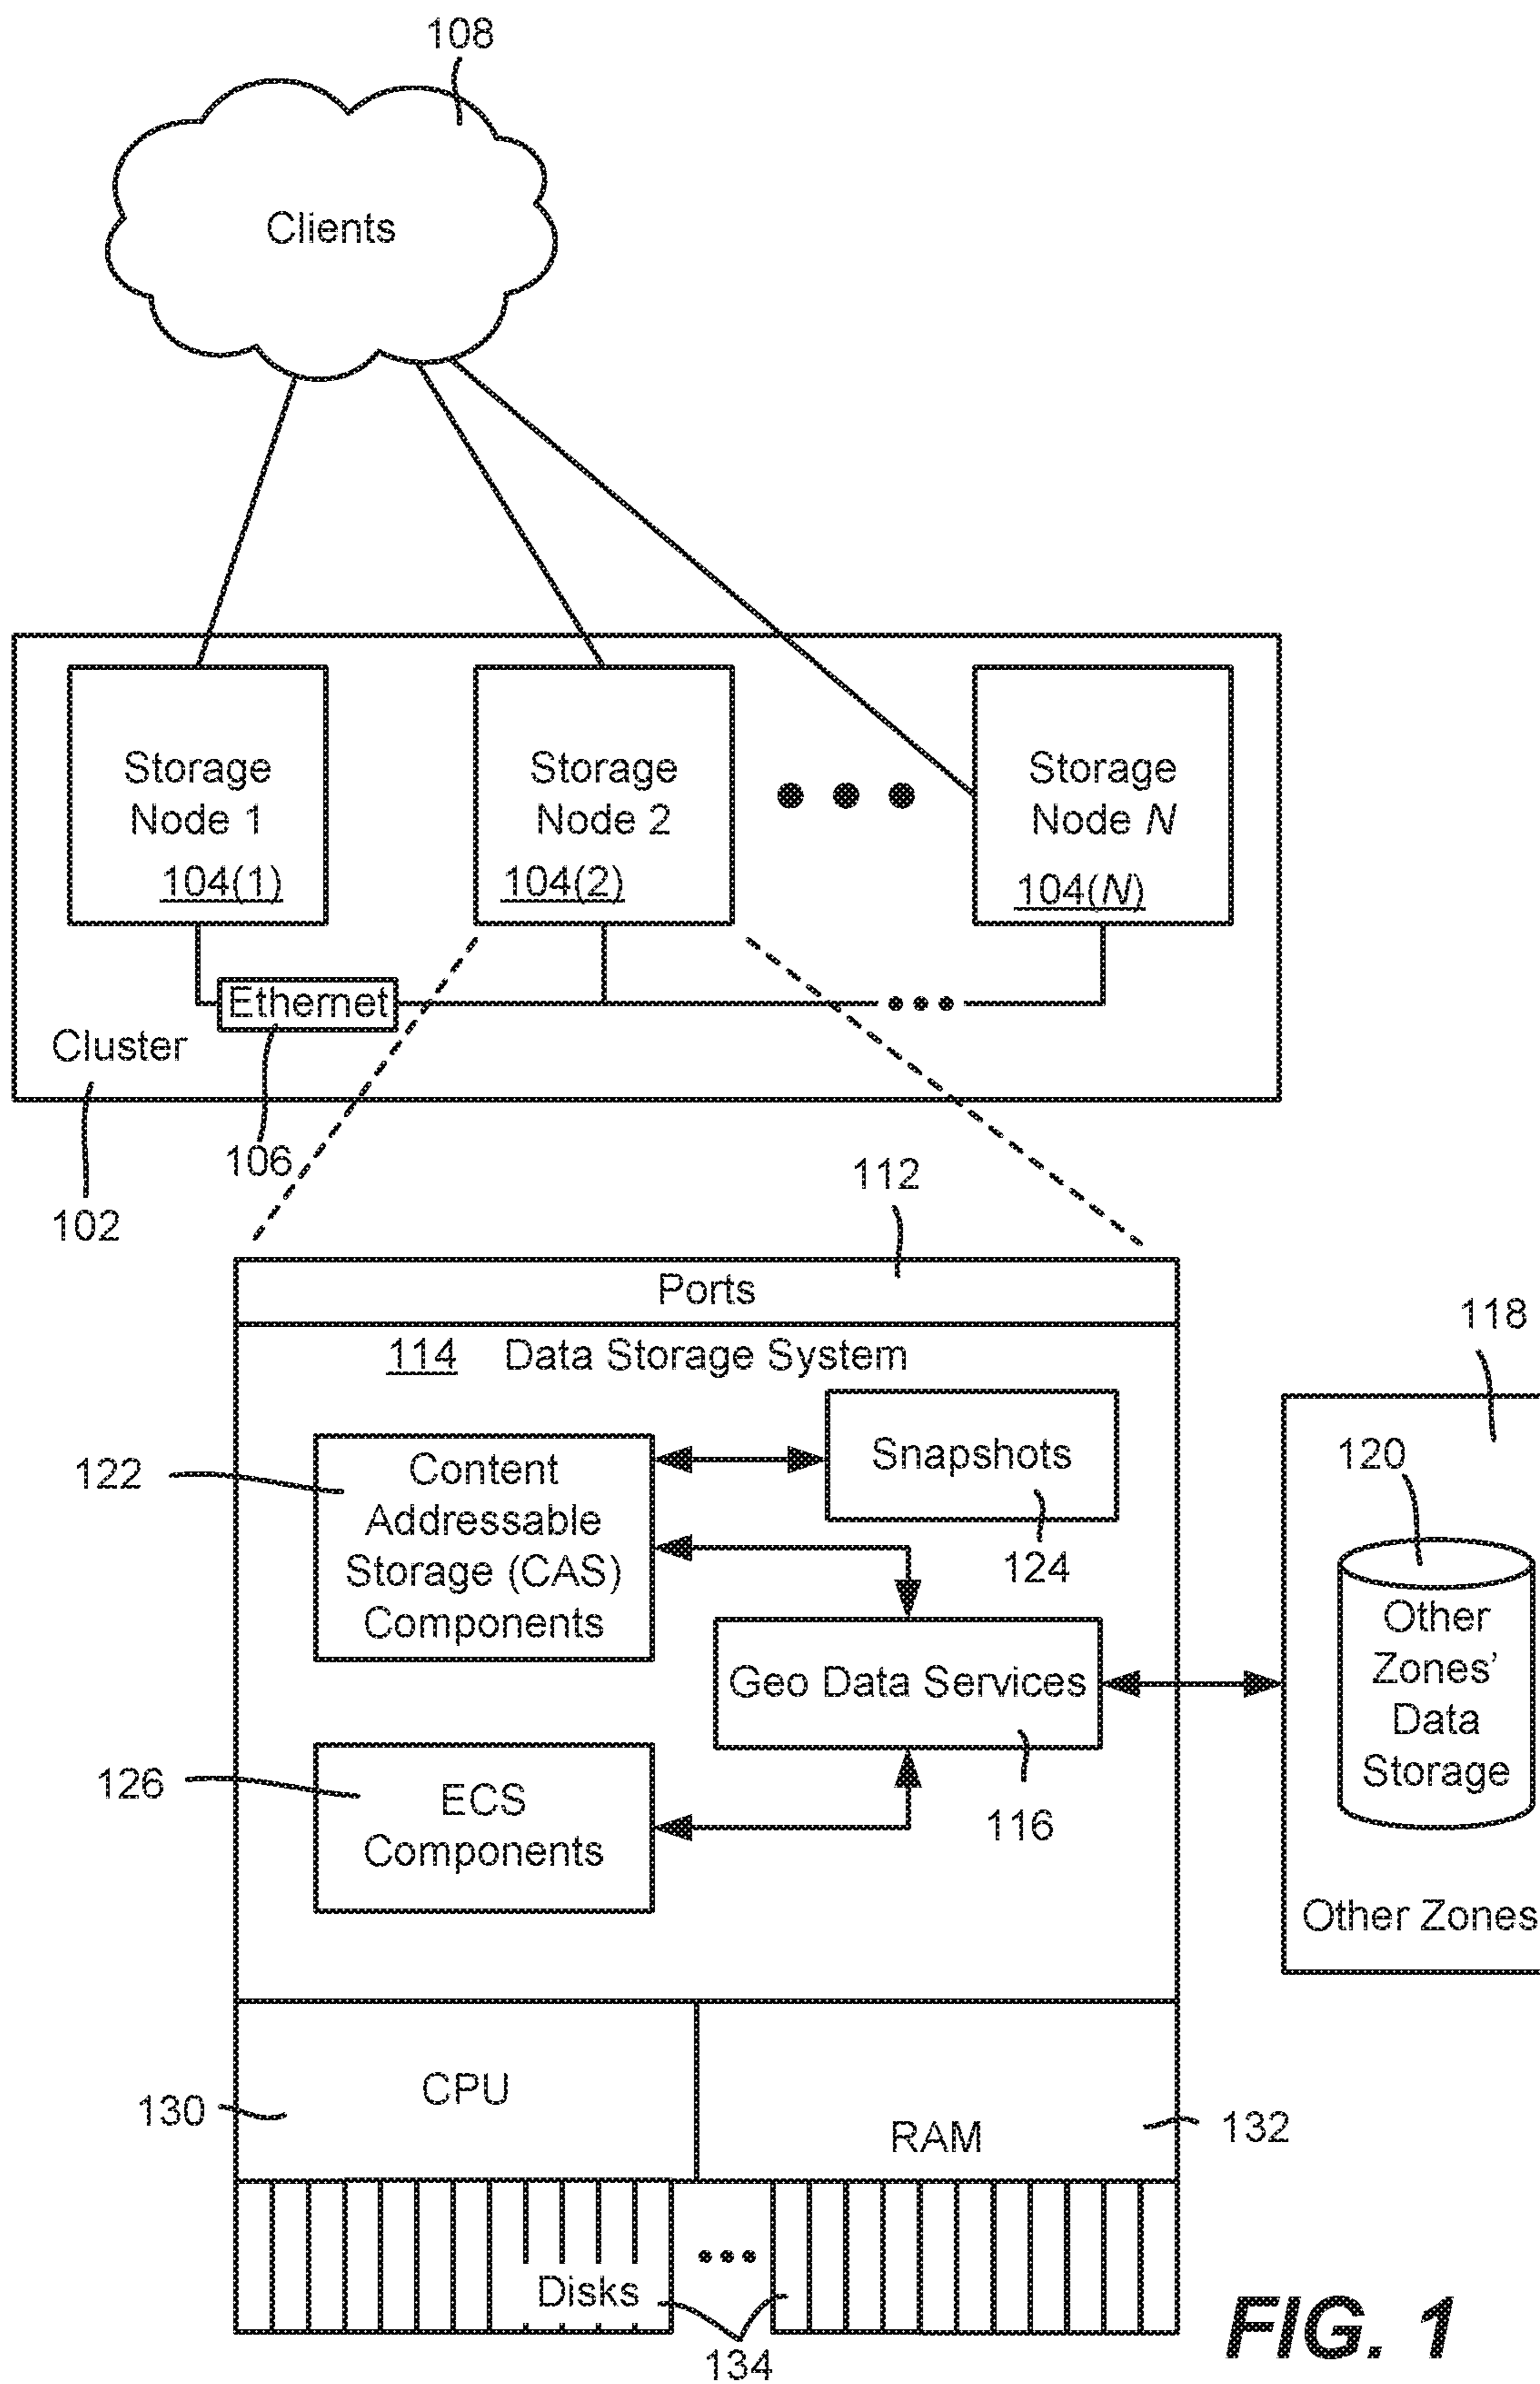 108
Clients
Storage
Node 1
104(1)
Storage
Node 2
104(2)
Storage
Node N
104(N)
Ethernet
Cluster
106
102
112
Ports
114 Data Storage System
118
Snapshots
120
122
Content
Addressable
Storage (CAS)
Components
124
Other
Zones’
Data
Storage
Geo Data Services
126
ECS
Components
116
Other Zones
CPU
130
RAM
132
Disks
134
FIG. 1